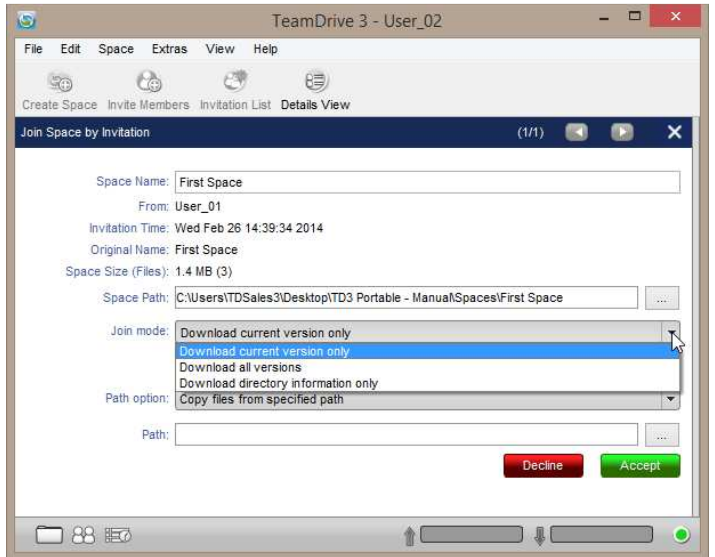 TeamDrive 3 - User_02
File Edit Space Extras View Help
Create Space Invite Members Invitation List Details View
Join Space by Invitation (1/1)
Space Name: First Space
From: User_01
Invitation Time: Wed Feb 26 14:39:34 2014
Original Name: First Space
Space Size (Files): 1.4 MB (3)
Space Path: C:\Users\TDSales3\Desktop\TD3 Portable - Manual\Spaces\First Space ...
Join mode: Download current version only
Download current version only
Download all versions
Download directory information only
Path option: Copy files from specified path
Path: ...
Decline Accept